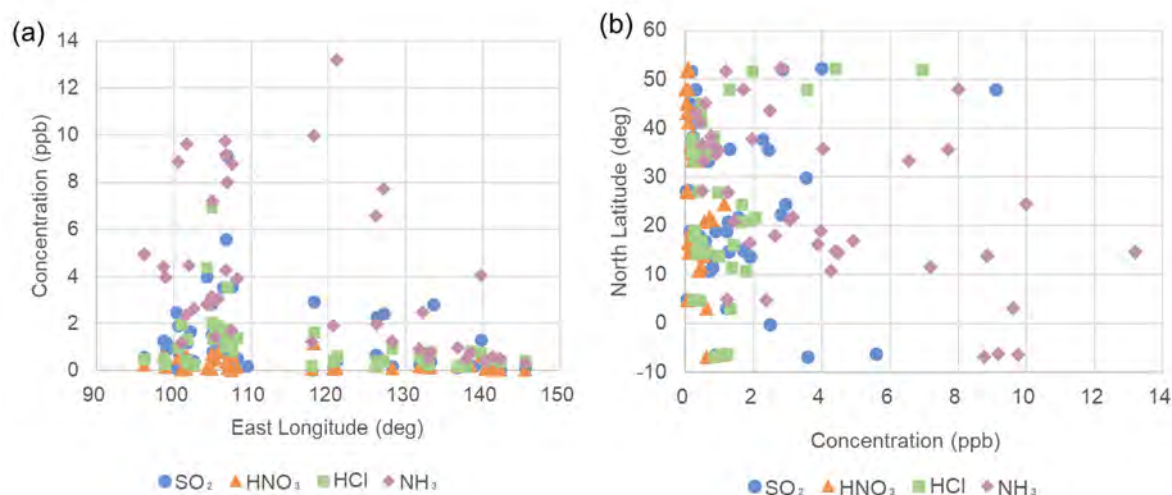 (a)
14
12
10
8
6
4
2
0
90 100 110 120 130 140 150
Concentration (ppb)
East Longitude (deg)
SO₂ HNO₃ HCl NH₃
(b)
60
50
40
30
20
10
0
-10
0 2 4 6 8 10 12 14
North Latitude (deg)
Concentration (ppb)
SO₂ HNO₃ HCl NH₃